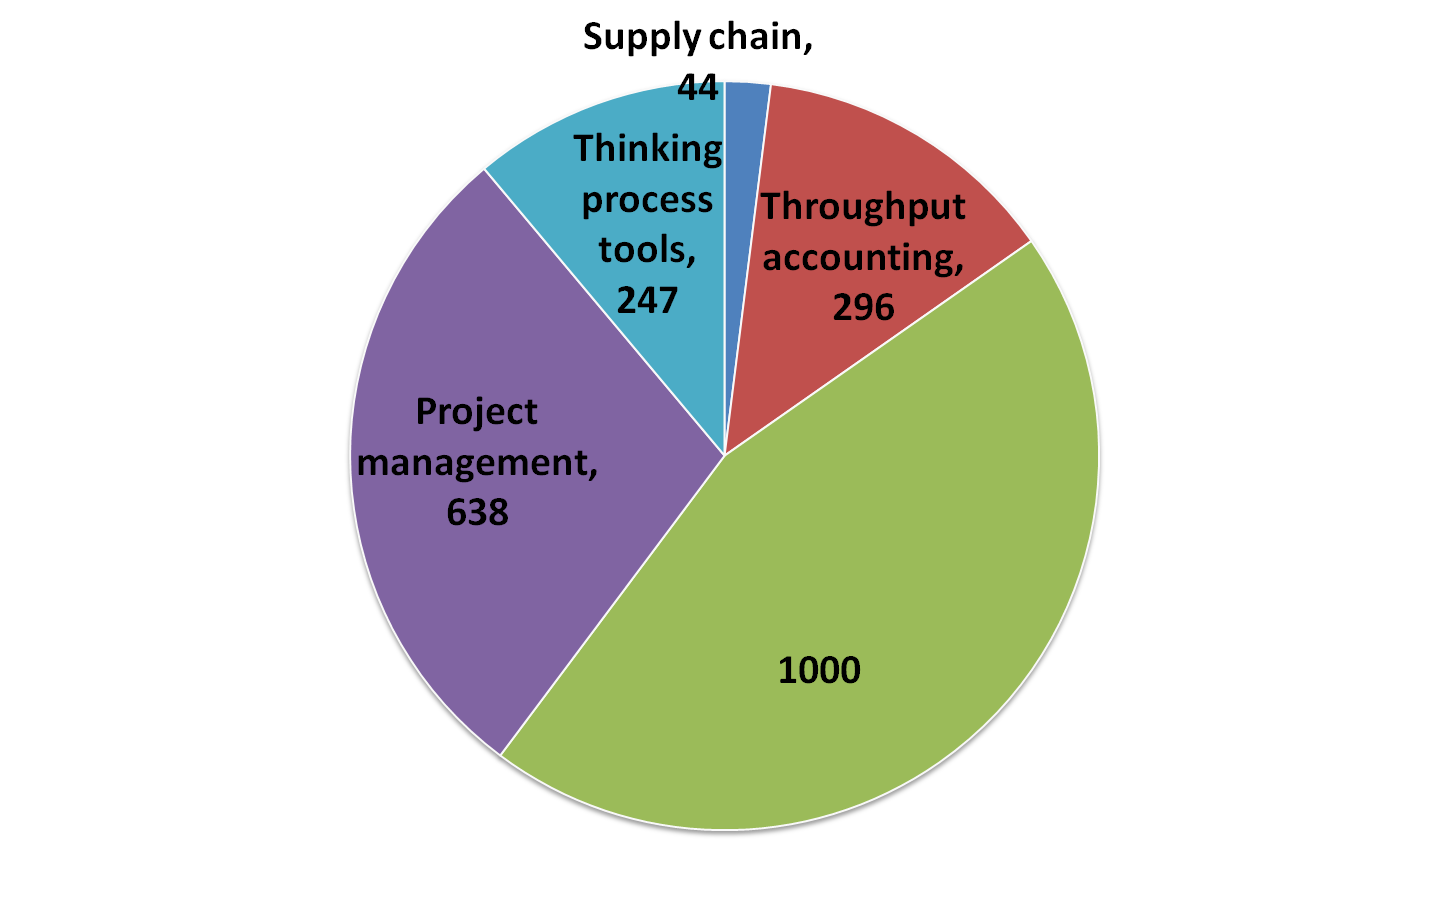 Supply chain,
44
Thinking
process
tools,
247
Throughput
accounting,
296
Project
management,
638
1000